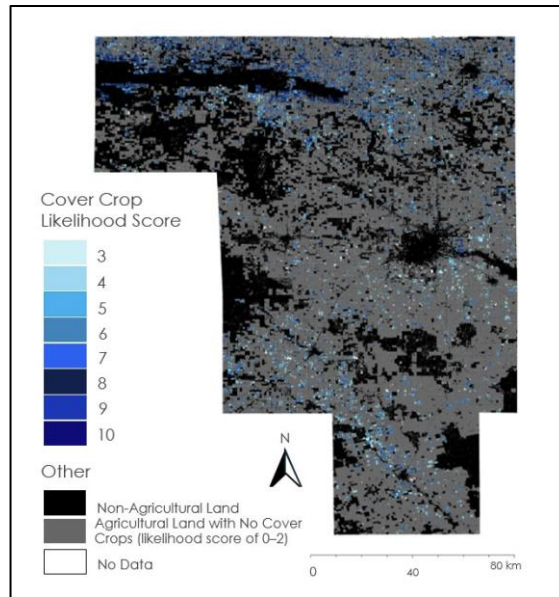 Cover Crop
Likelihood Score
3
4
5
6
7
8
9
10
Other
Non-Agricultural Land
Agricultural Land with No Cover
Crops (likelihood score of 0–2)
No Data
N
0 40 80 km